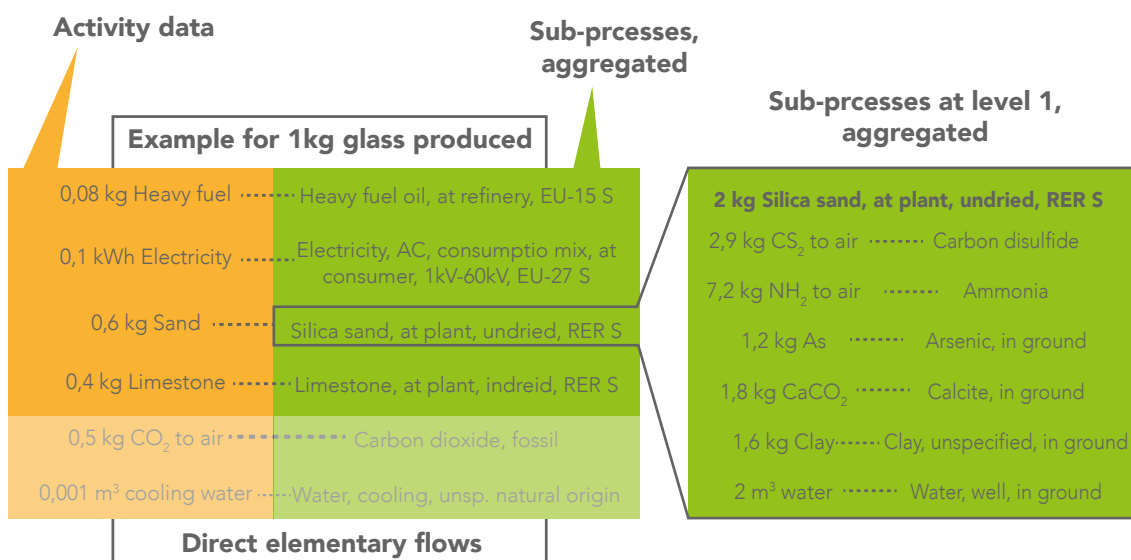 Activity data
Sub-prcesses,
aggregated
Example for 1kg glass produced
0,08 kg Heavy fuel Heavy fuel oil, at refinery, EU-15 S
0,1 kWh Electricity Electricity, AC, consumptio mix, at
consumer, 1kV-60kV, EU-27 S
0,6 kg Sand Silica sand, at plant, undried, RER S
0,4 kg Limestone Limestone, at plant, indreid, RER S
0,5 kg CO₂ to air Carbon dioxide, fossil
0,001 m³ cooling water Water, cooling, unsp. natural origin
Direct elementary flows
Sub-prcesses at level 1,
aggregated
2 kg Silica sand, at plant, undried, RER S
2,9 kg CS₂ to air Carbon disulfide
7,2 kg NH₂ to air Ammonia
1,2 kg As Arsenic, in ground
1,8 kg CaCO₂ Calcite, in ground
1,6 kg Clay Clay, unspecified, in ground
2 m³ water Water, well, in ground